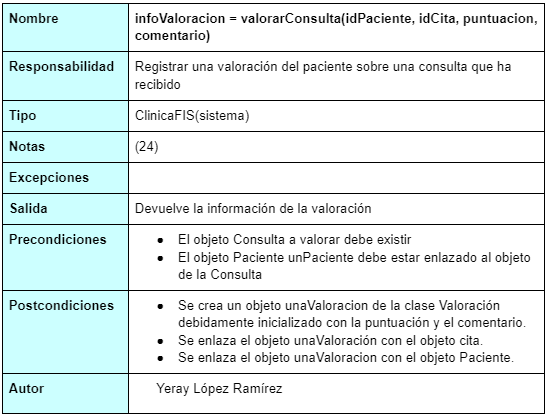 Nombre
infoValoracion = valorarConsulta(idPaciente, idCita, puntuacion,
comentario)
Responsabilidad
Registrar una valoración del paciente sobre una consulta que ha
recibido
Tipo
ClinicaFIS(sistema)
Notas
(24)
Excepciones
Salida
Devuelve la información de la valoración
Precondiciones
● El objeto Consulta a valorar debe existir
● El objeto Paciente unPaciente debe estar enlazado al objeto
de la Consulta
Postcondiciones
● Se crea un objeto unaValoracion de la clase Valoración
debidamente inicializado con la puntuación y el comentario.
● Se enlaza el objeto unaValoración con el objeto cita.
● Se enlaza el objeto unaValoracion con el objeto Paciente.
Autor
Yeray López Ramírez